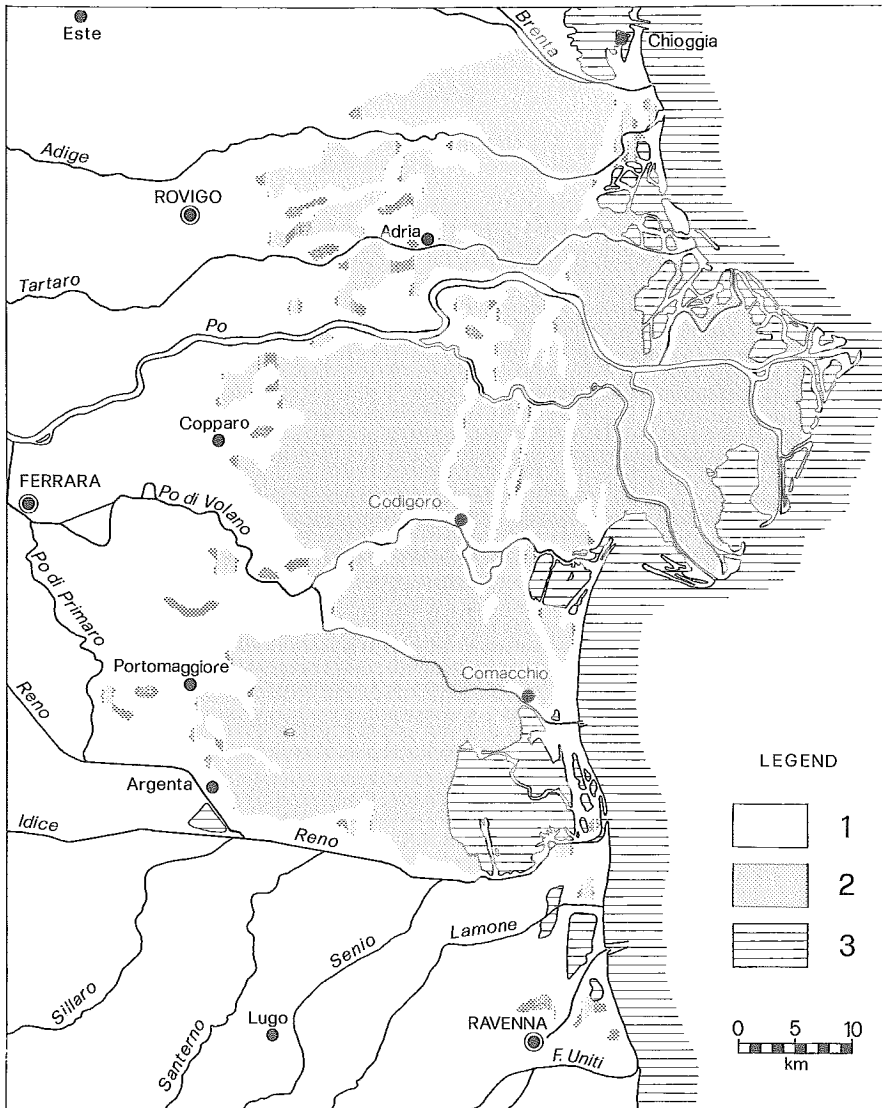 Este
Brenta
Chioggia
Adige
ROVIGO
Adria
Tartaro
Po
Copparo
FERRARA
Po di Volano
Codigoro
Po di Primaro
Portomaggiore
Comacchio
Reno
Argenta
Idice
Reno
LEGEND
1
2
3
Lamone
Senio
Sillaro
Santerno
Lugo
RAVENNA
F. Uniti
0 5 10
km